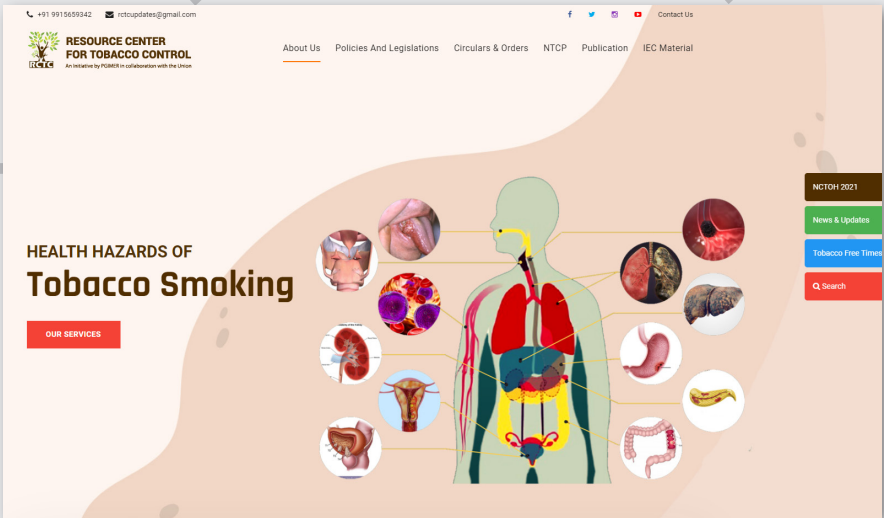 +91 9915659342
rctcupdates@gmail.com
Contact Us
RCTC
RESOURCE CENTER
FOR TOBACCO CONTROL
An Initiative by PGIMER in collaboration with the Union
About Us
Policies And Legislations
Circulars & Orders
NTCP
Publication
IEC Material
NCTOH 2021
News & Updates
Tobacco Free Times
Search
HEALTH HAZARDS OF
Tobacco Smoking
OUR SERVICES